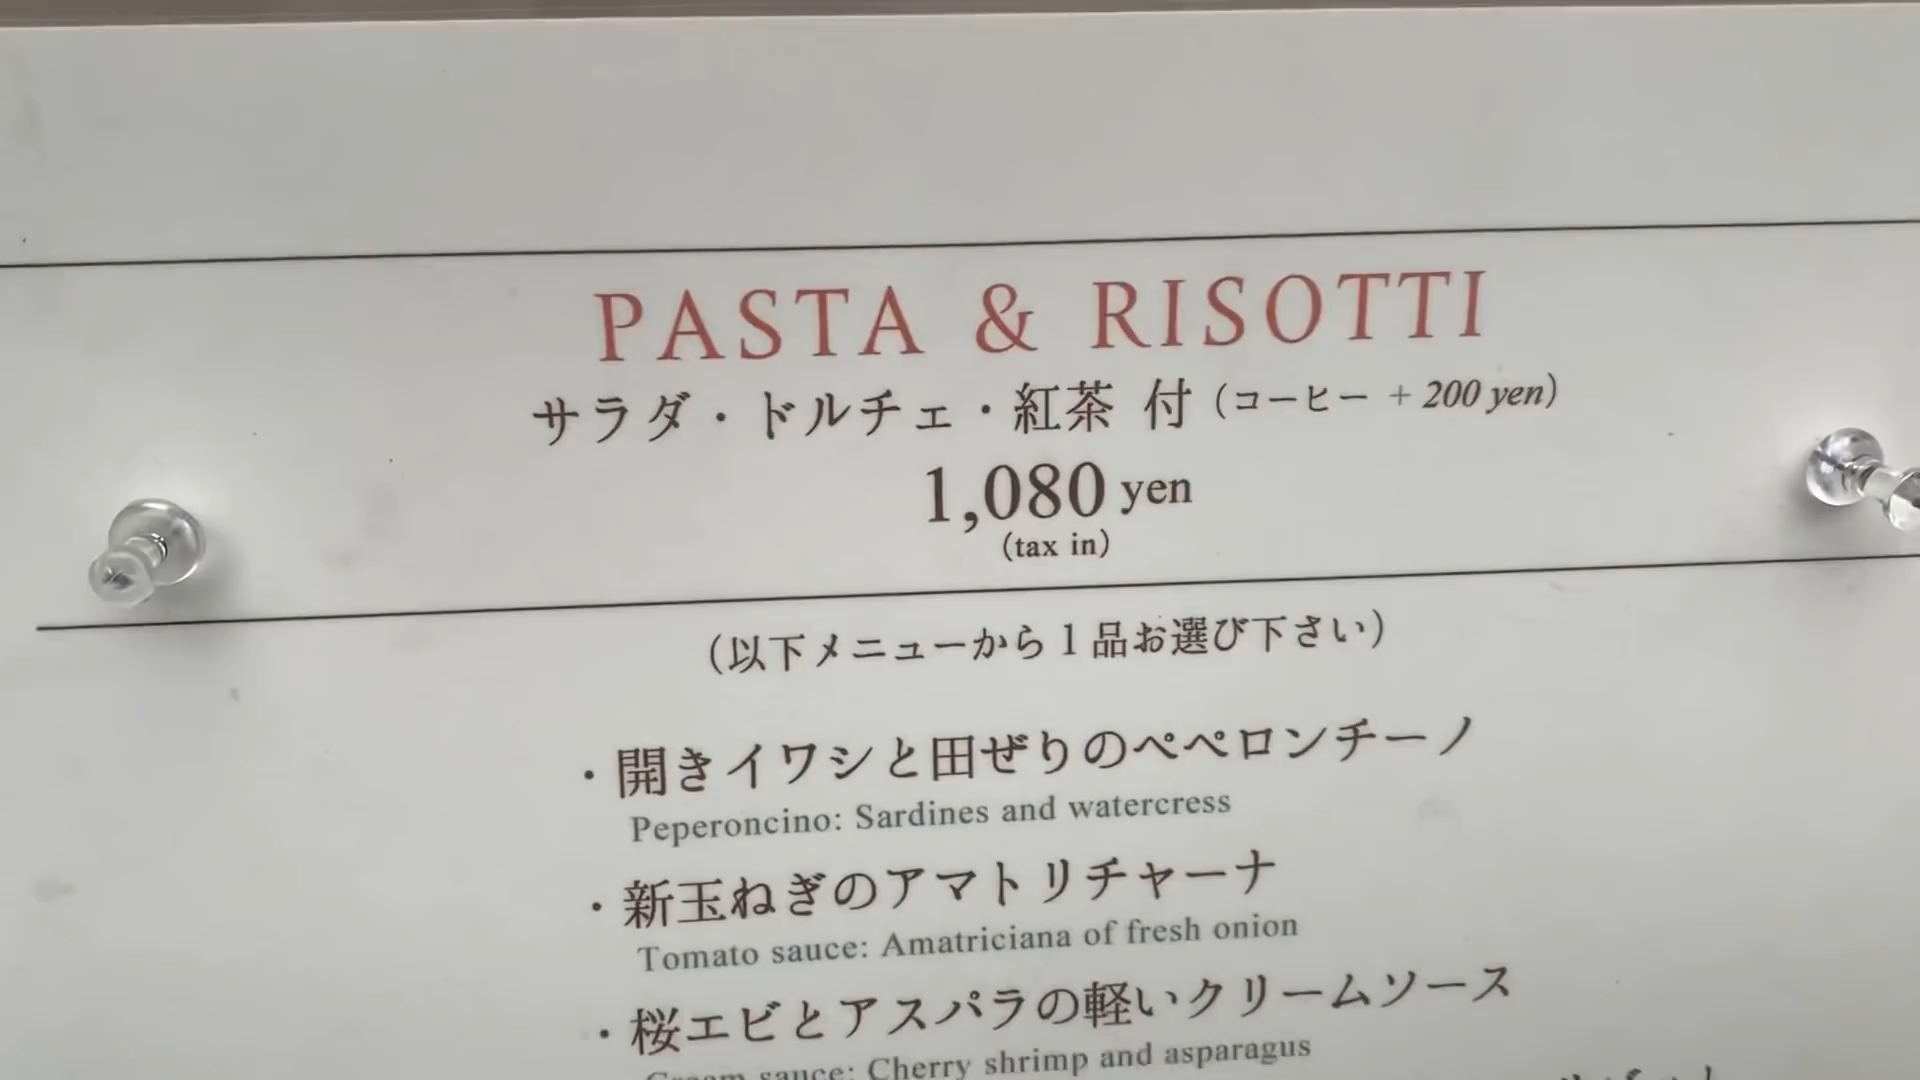 PASTA & RISOTTI
サラダ・ドルチェ・紅茶 付（コーヒー + 200 yen）
1,080 yen
(tax in)
（以下メニューから1品お選び下さい）
・開きイワシと田ぜりのペペロンチーノ
Peperoncino: Sardines and watercress
・新玉ねぎのアマトリチャーナ
Tomato sauce: Amatriciana of fresh onion
・桜エビとアスパラの軽いクリームソース
Cream sauce: Cherry shrimp and asparagus